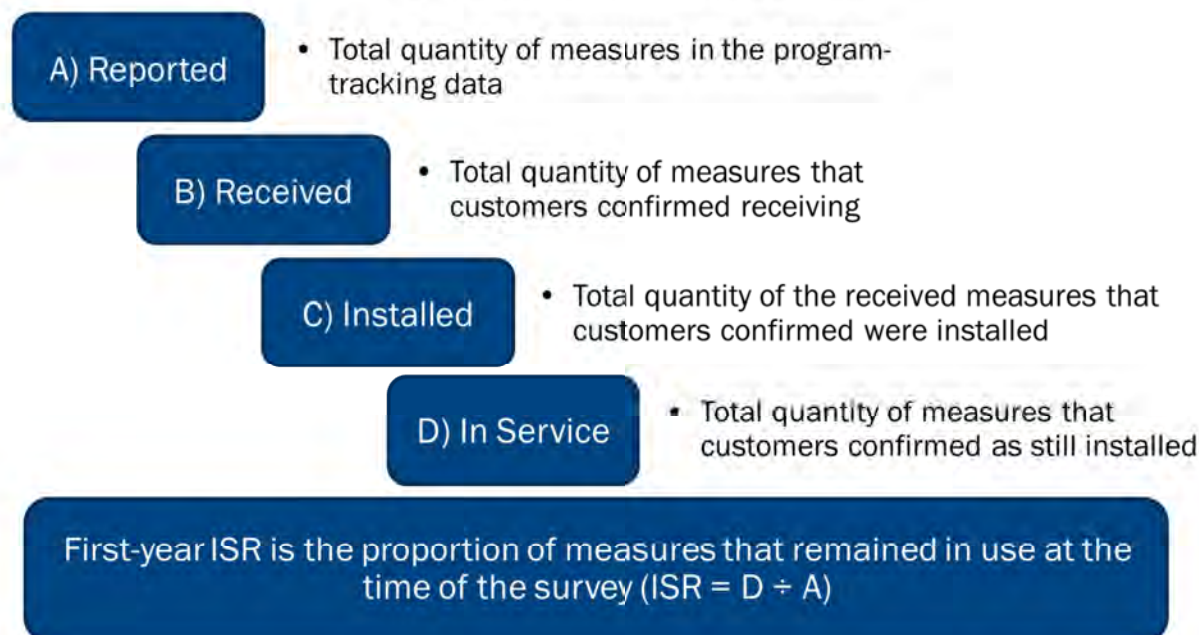 A) Reported
• Total quantity of measures in the program-
tracking data
B) Received
• Total quantity of measures that
customers confirmed receiving
C) Installed
• Total quantity of the received measures that
customers confirmed were installed
D) In Service
• Total quantity of measures that
customers confirmed as still installed
First-year ISR is the proportion of measures that remained in use at the
time of the survey (ISR = D ÷ A)